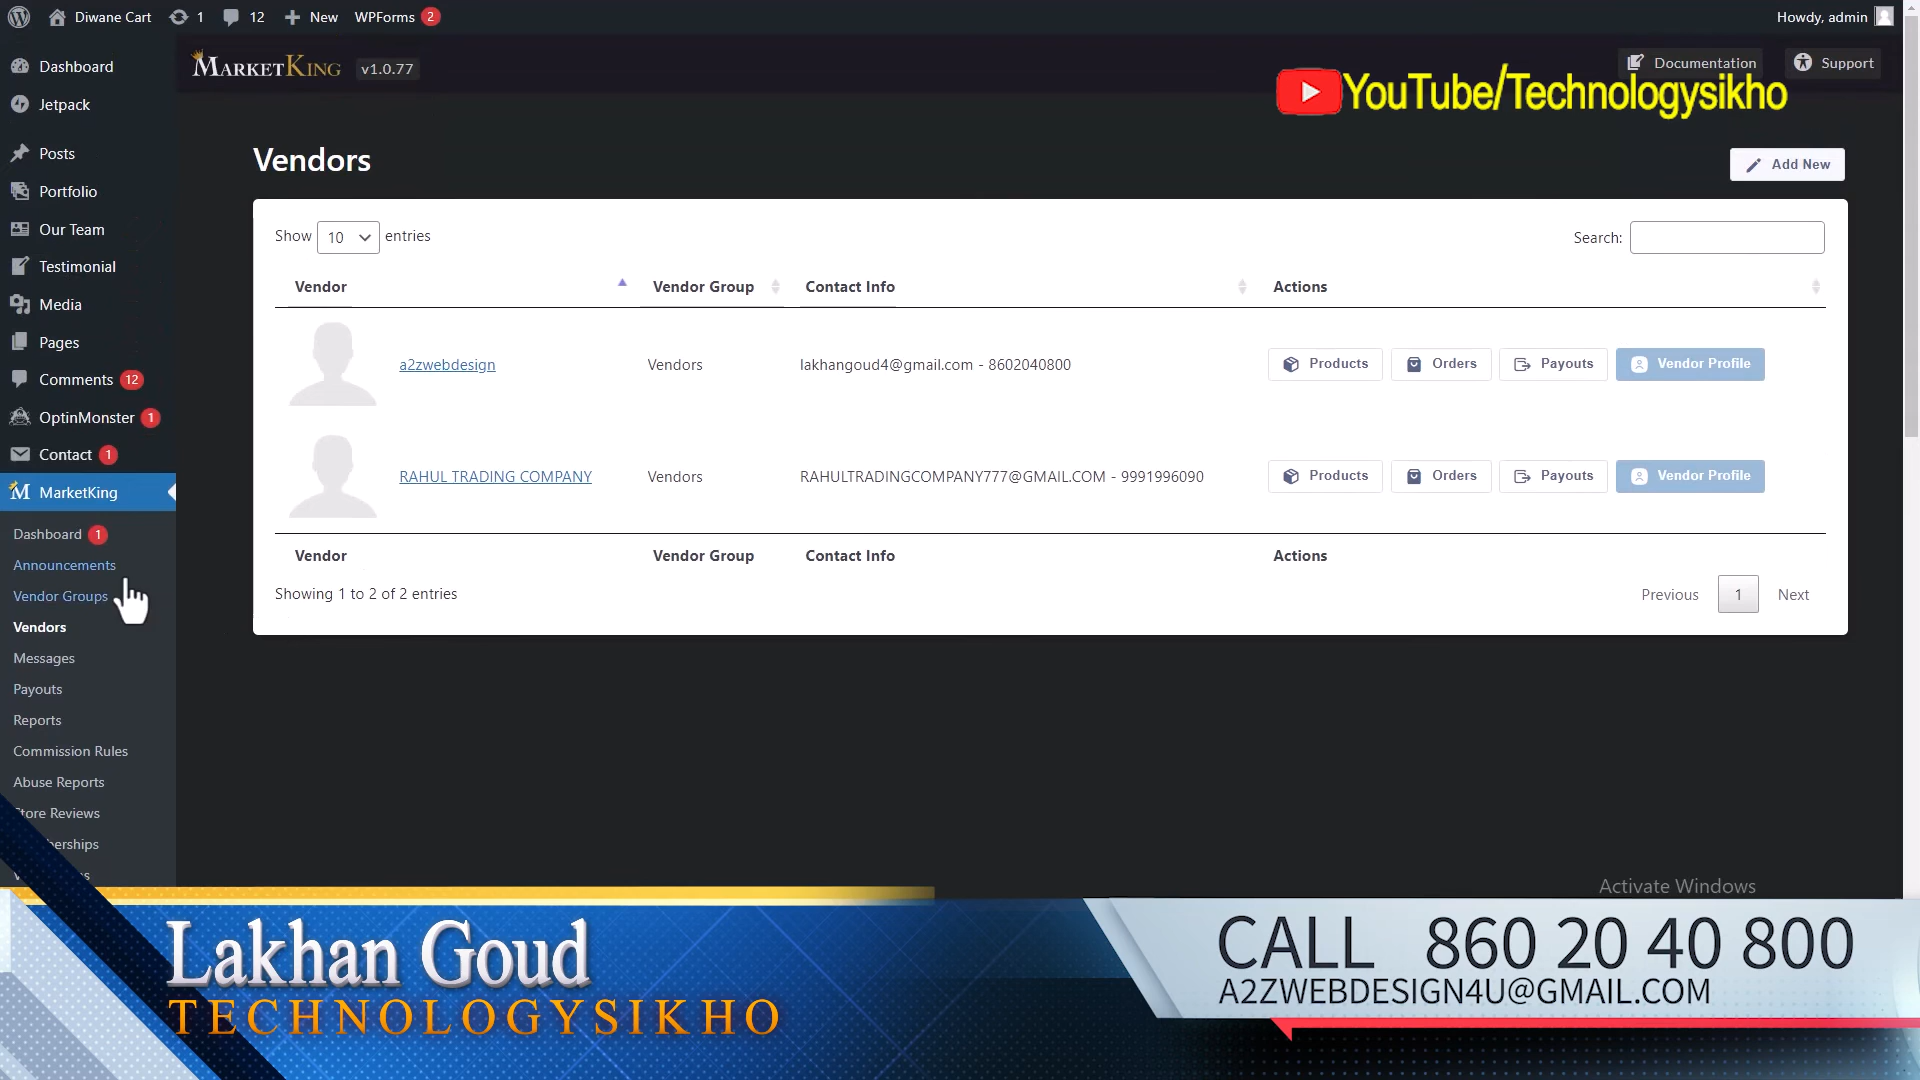 Diwane Cart 1 12 New WPForms 2 Howdy, admin
Dashboard
Jetpack
Posts
Portfolio
Our Team
Testimonial
Media
Pages
Comments 12
OptinMonster 1
Contact 1
MarketKing
Dashboard 1
Announcements
Vendor Groups
Vendors
Messages
Payouts
Reports
Commission Rules
Abuse Reports
Store Reviews
MARKETKING v1.0.77
Documentation Support
YouTube/Technologysikho
Vendors
Add New
Show 10 entries
Search:
Vendor Vendor Group Contact Info Actions
a2zwebdesign Vendors lakhangoud4@gmail.com - 8602040800 Products Orders Payouts Vendor Profile
RAHUL TRADING COMPANY Vendors RAHULTRADINGCOMPANY777@GMAIL.COM - 9991996090 Products Orders Payouts Vendor Profile
Vendor Vendor Group Contact Info Actions
Showing 1 to 2 of 2 entries
Previous 1 Next
Activate Windows
Lakhan Goud
TECHNOLOGYSIKHO
CALL 860 20 40 800
A2ZWEBDESIGN4U@GMAIL.COM